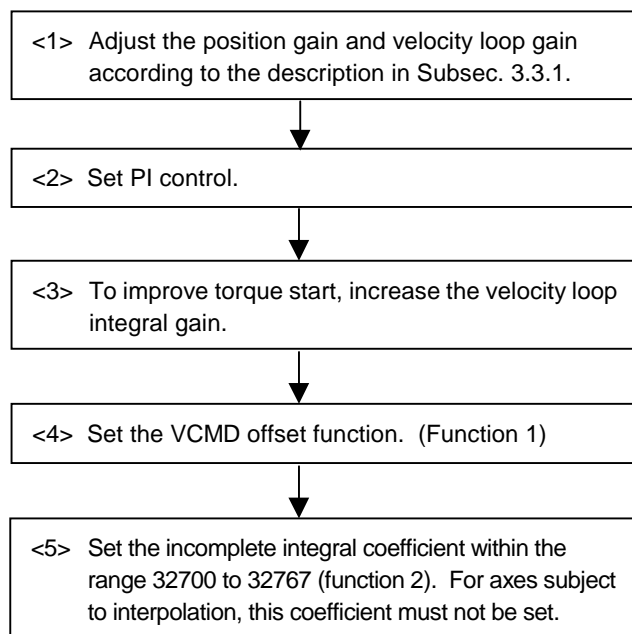 <1> Adjust the position gain and velocity loop gain
according to the description in Subsec. 3.3.1.
<2> Set PI control.
<3> To improve torque start, increase the velocity loop
integral gain.
<4> Set the VCMD offset function. (Function 1)
<5> Set the incomplete integral coefficient within the
range 32700 to 32767 (function 2). For axes subject
to interpolation, this coefficient must not be set.